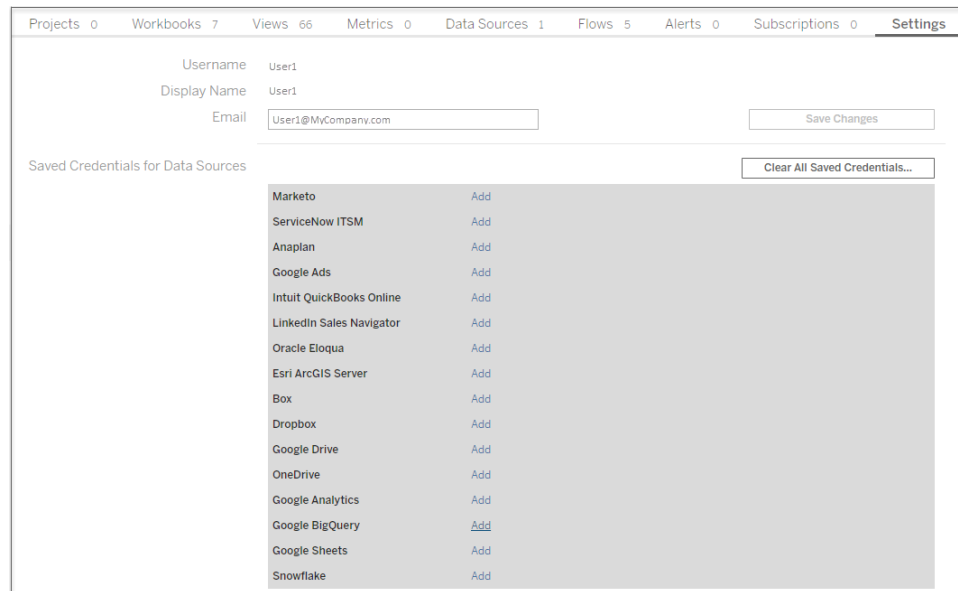 Projects 0 Workbooks 7 Views 66 Metrics 0 Data Sources 1 Flows 5 Alerts 0 Subscriptions 0 Settings
Username User1
Display Name User1
Email User1@MyCompany.com Save Changes
Saved Credentials for Data Sources Clear All Saved Credentials...
Marketo Add
ServiceNow ITSM Add
Anaplan Add
Google Ads Add
Intuit QuickBooks Online Add
LinkedIn Sales Navigator Add
Oracle Eloqua Add
Esri ArcGIS Server Add
Box Add
Dropbox Add
Google Drive Add
OneDrive Add
Google Analytics Add
Google BigQuery Add
Google Sheets Add
Snowflake Add